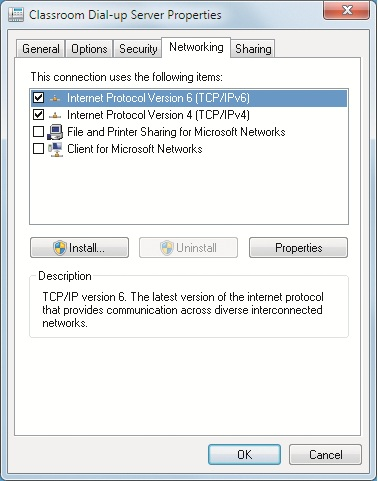 Classroom Dial-up Server Properties
General Options Security Networking Sharing
This connection uses the following items:
Internet Protocol Version 6 (TCP/IPv6)
Internet Protocol Version 4 (TCP/IPv4)
File and Printer Sharing for Microsoft Networks
Client for Microsoft Networks
Install... Uninstall Properties
Description
TCP/IP version 6. The latest version of the internet protocol
that provides communication across diverse interconnected
networks.
OK Cancel